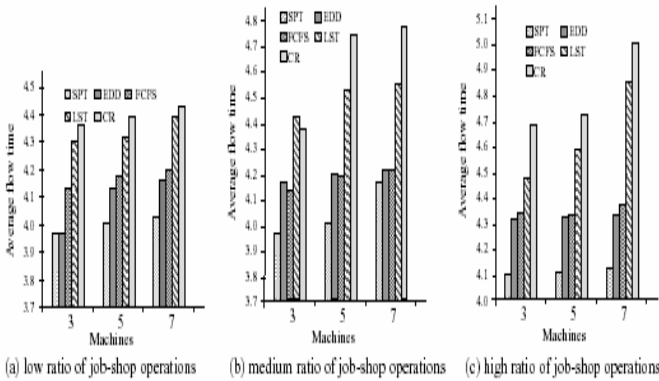 4.5
4.4
4.3
4.2
4.1
4.0
3.9
3.8
3.7
Average flow time
SPT EDD FCFS
LST CR
3 5 7
Machines
(a) low ratio of job-shop operations
4.8
4.7
4.6
4.5
4.4
4.3
4.2
4.1
4.0
3.9
3.8
3.7
Average flow time
SPT EDD
FCFS LST
CR
3 5 7
Machines
(b) medium ratio of job-shop operations
5.1
5.0
4.9
4.8
4.7
4.6
4.5
4.4
4.3
4.2
4.1
4.0
Average flow time
SPT EDD
FCFS LST
CR
3 5 7
Machines
(c) high ratio of job-shop operations